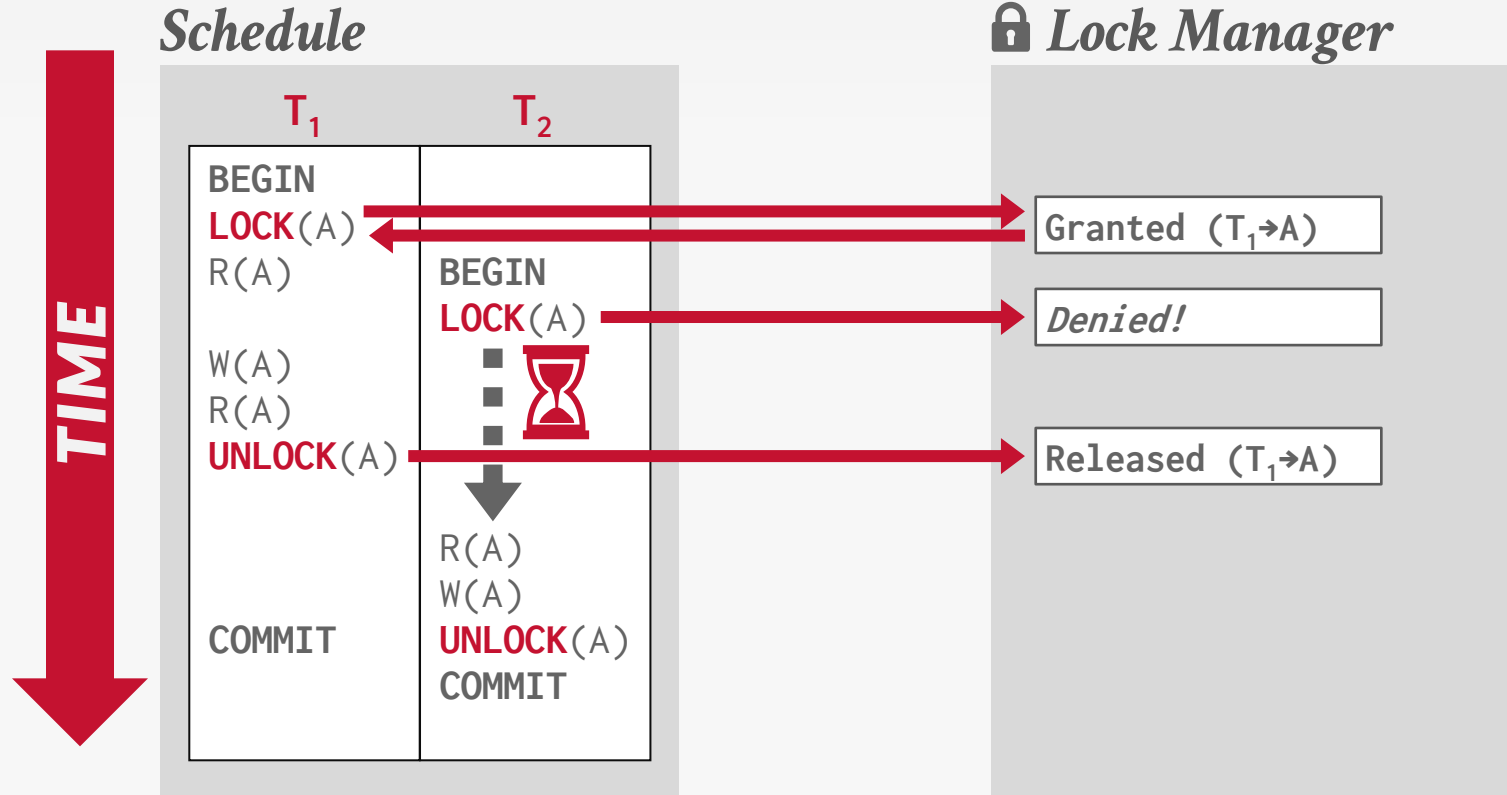 Schedule
Lock Manager
TIME
T₁ T₂
BEGIN
LOCK(A)
Granted (T₁→A)
R(A) BEGIN
LOCK(A)
Denied!
W(A)
R(A)
UNLOCK(A)
Released (T₁→A)
R(A)
W(A)
COMMIT UNLOCK(A)
COMMIT